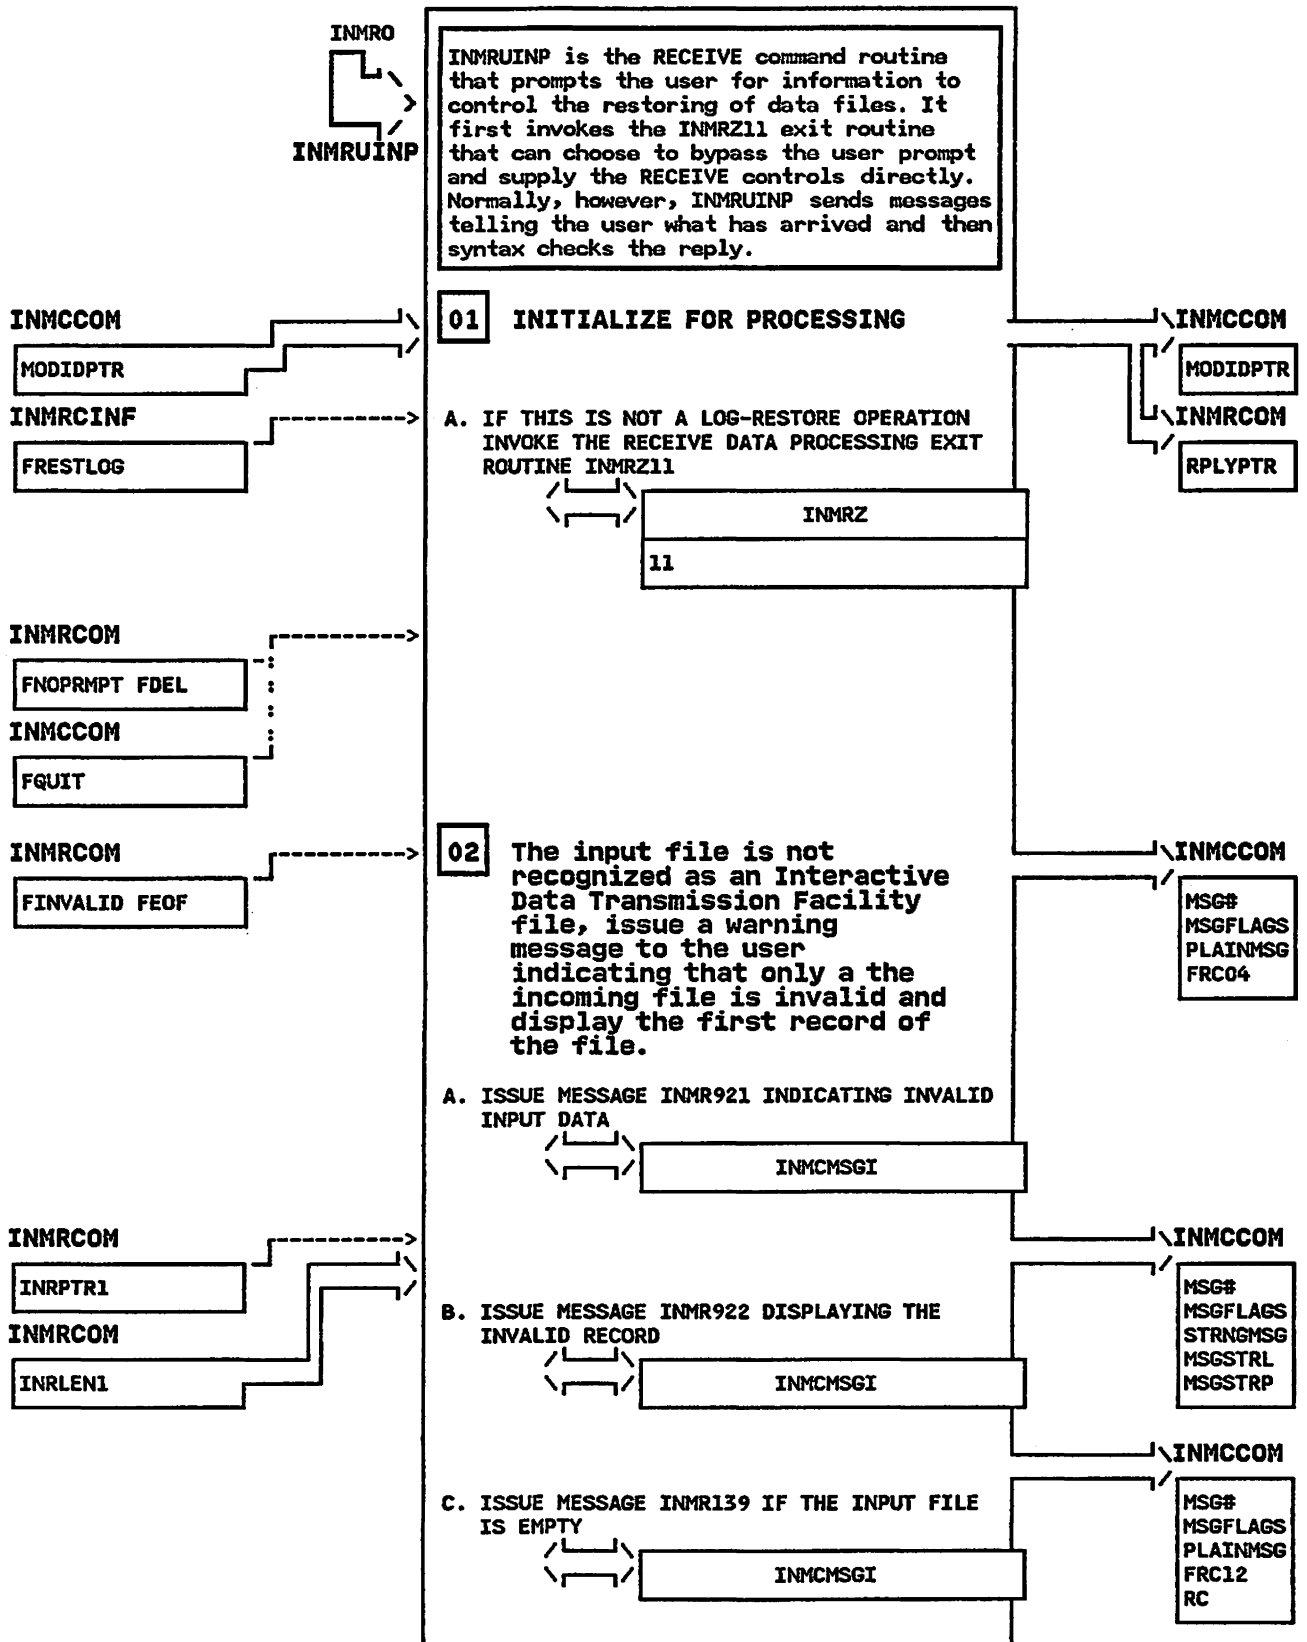 INMRO
INMRUINP
INMRUINP is the RECEIVE command routine
that prompts the user for information to
control the restoring of data files. It
first invokes the INMRZ11 exit routine
that can choose to bypass the user prompt
and supply the RECEIVE controls directly.
Normally, however, INMRUINP sends messages
telling the user what has arrived and then
syntax checks the reply.
INMCCOM
MODIDPTR
01 INITIALIZE FOR PROCESSING
INMCCOM
MODIDPTR
INMRCINF
FRESTLOG
A. IF THIS IS NOT A LOG-RESTORE OPERATION
INVOKE THE RECEIVE DATA PROCESSING EXIT
ROUTINE INMRZ11
INMRCOM
RPLYPTR
INMRZ
11
INMRCOM
FNOPRMPT FDEL
INMCCOM
FQUIT
INMRCOM
FINVALID FEOF
02 The input file is not
recognized as an Interactive
Data Transmission Facility
file, issue a warning
message to the user
indicating that only a the
incoming file is invalid and
display the first record of
the file.
INMCCOM
MSG#
MSGFLAGS
PLAINMSG
FRC04
A. ISSUE MESSAGE INMR921 INDICATING INVALID
INPUT DATA
INMCMSGI
INMRCOM
INRPTR1
INMRCOM
INRLEN1
B. ISSUE MESSAGE INMR922 DISPLAYING THE
INVALID RECORD
INMCMSGI
INMCCOM
MSG#
MSGFLAGS
STRNGMSG
MSGSTRL
MSGSTRP
C. ISSUE MESSAGE INMR139 IF THE INPUT FILE
IS EMPTY
INMCMSGI
INMCCOM
MSG#
MSGFLAGS
PLAINMSG
FRC12
RC